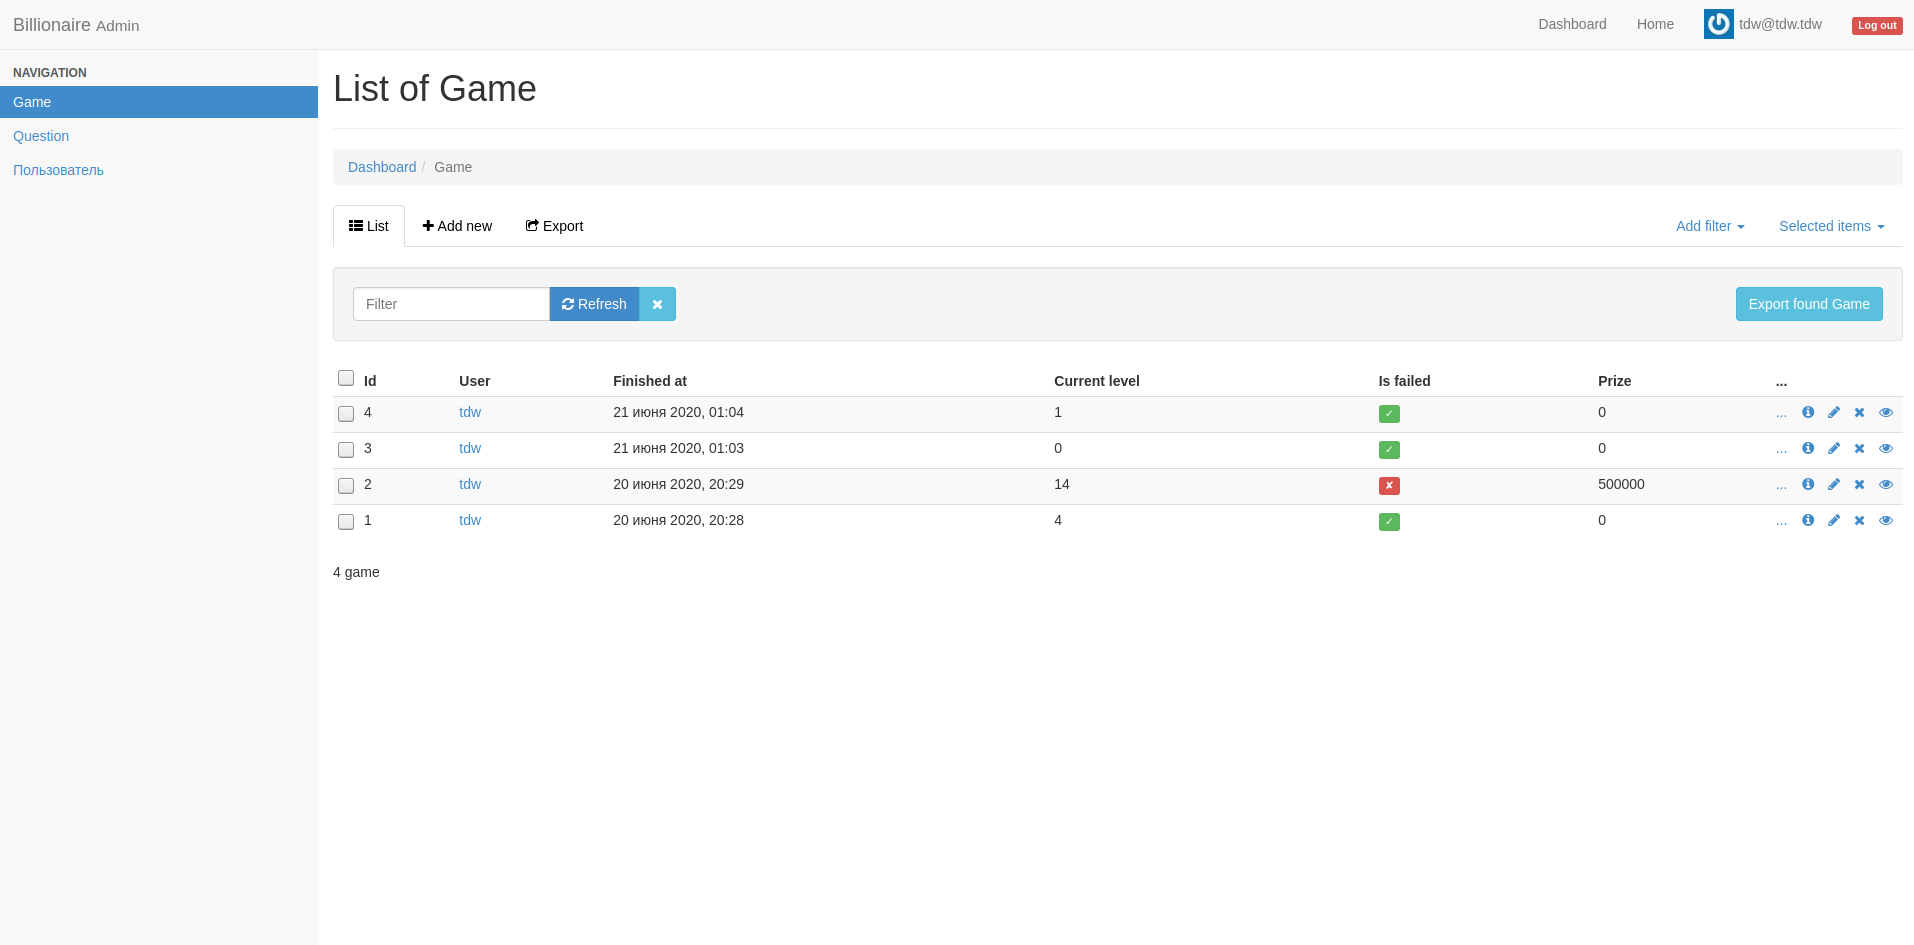 Billionaire Admin
Dashboard Home tdw@tdw.tdw Log out
NAVIGATION
Game
Question
Пользователь
List of Game
Dashboard / Game
List Add new Export Add filter Selected items
Filter Refresh Export found Game
Id User Finished at Current level Is failed Prize ...
4 tdw 21 июня 2020, 01:04 1 ✓ 0 ...
3 tdw 21 июня 2020, 01:03 0 ✓ 0 ...
2 tdw 20 июня 2020, 20:29 14 ✘ 500000 ...
1 tdw 20 июня 2020, 20:28 4 ✓ 0 ...
4 game